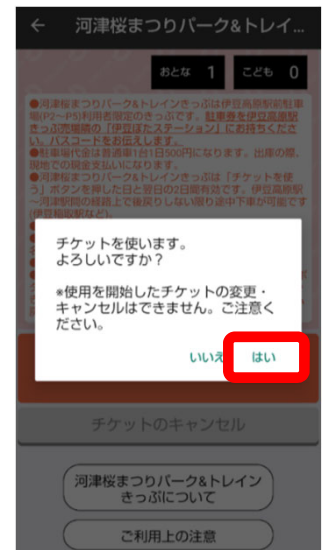 ← 河津桜まつりパーク&トレイ...
おとな 1 こども 0
●河津桜まつりパーク&トレインきっぷは伊豆高原駅前駐車
場(P2~P5)利用者限定のきっぷです。駐車券を伊豆高原駅
きっぷ売場横の「伊豆ぽたステーション」にお持ちくださ
い。パスコードをお伝えします。
●駐車場代金は普通車1台1日500円になります。出庫の際、
現地での現金支払いになります。
●河津桜まつりパーク&トレインきっぷは「チケットを使
う」ボタンを押した日と翌日の2日間有効です。伊豆高原駅
~河津駅間の経路上で後戻りしない限り途中下車が可能です
(伊豆稲取駅など)。
チケットを使います。
よろしいですか？
*使用を開始したチケットの変更・
キャンセルはできません。ご注意く
ださい。
いいえ はい
チケットのキャンセル
河津桜まつりパーク&トレイン
きっぷについて
ご利用上の注意